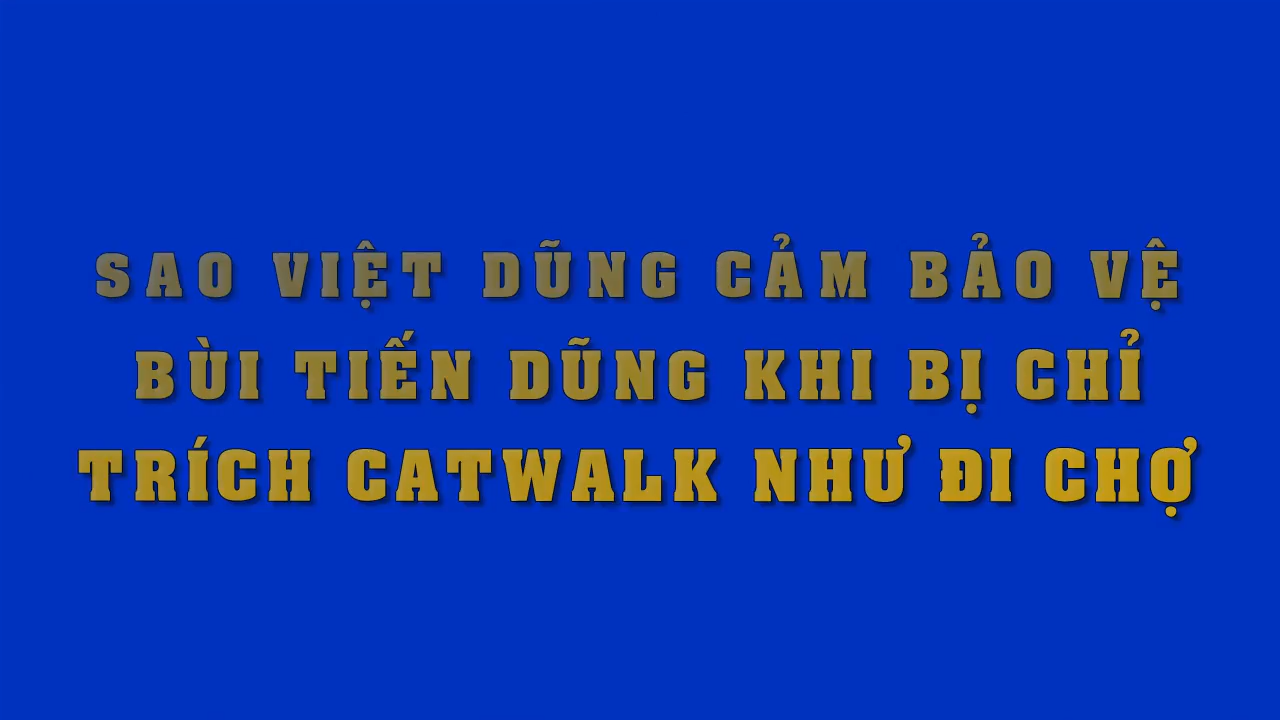 SAO VIỆT DŨNG CẢM BẢO VỆ
BÙI TIẾN DŨNG KHI BỊ CHỈ
TRÍCH CATWALK NHƯ ĐI CHỢ